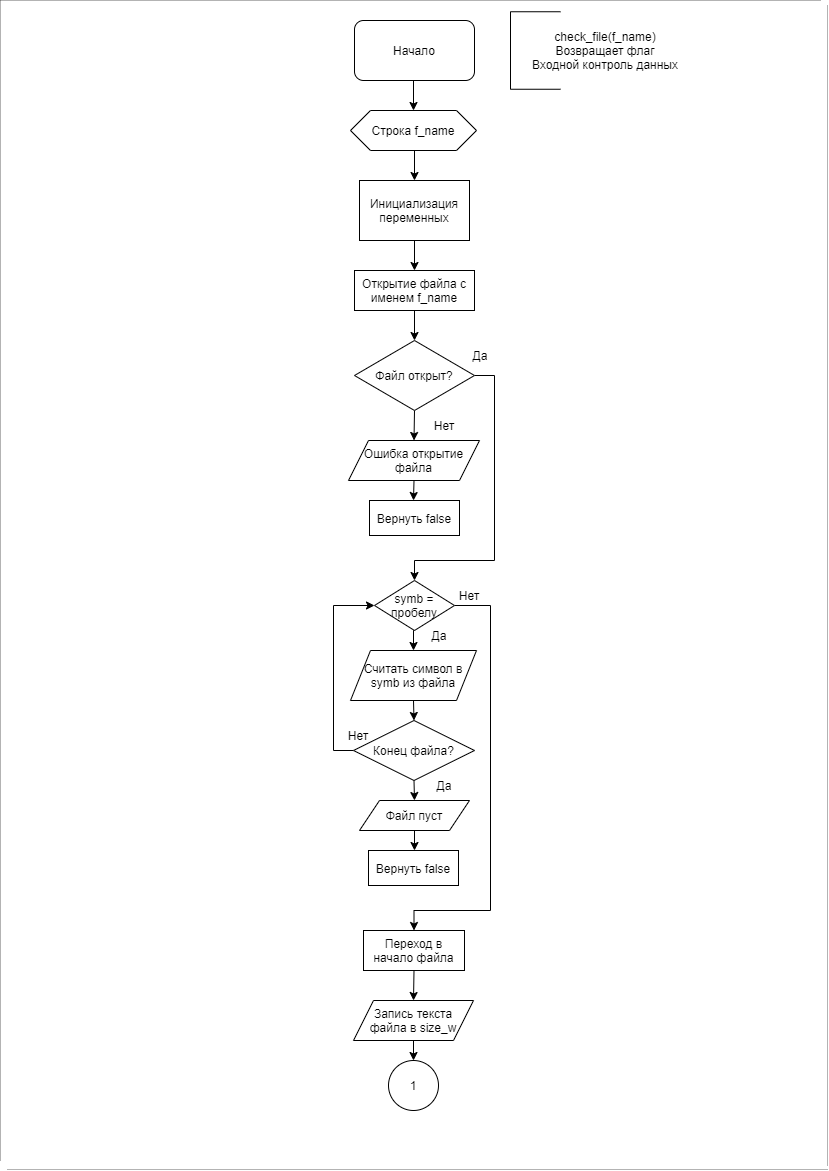 Начало
check_file(f_name)
Возвращает флаг
Входной контроль данных
Строка f_name
Инициализация
переменных
Открытие файла с
именем f_name
Да
Файл открыт?
Нет
Ошибка открытие
файла
Вернуть false
symb =
пробелу
Нет
Да
Считать символ в
symb из файла
Нет
Конец файла?
Да
Файл пуст
Вернуть false
Переход в
начало файла
Запись текста
файла в size_w
1